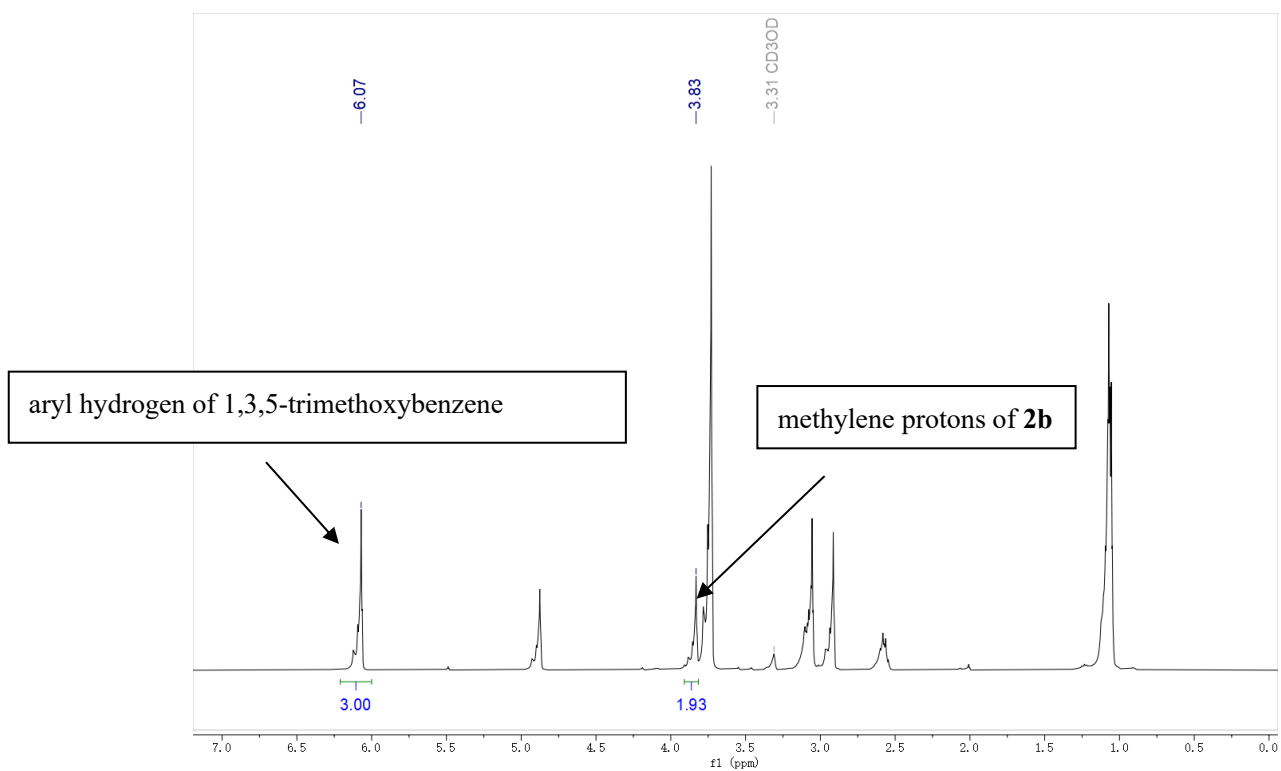 —6.07
—3.83
—3.31 CD3OD
aryl hydrogen of 1,3,5-trimethoxybenzene
methylene protons of 2b
3.00
1.93
7.0 6.5 6.0 5.5 5.0 4.5 4.0 3.5 3.0 2.5 2.0 1.5 1.0 0.5 0.0
f1 (ppm)